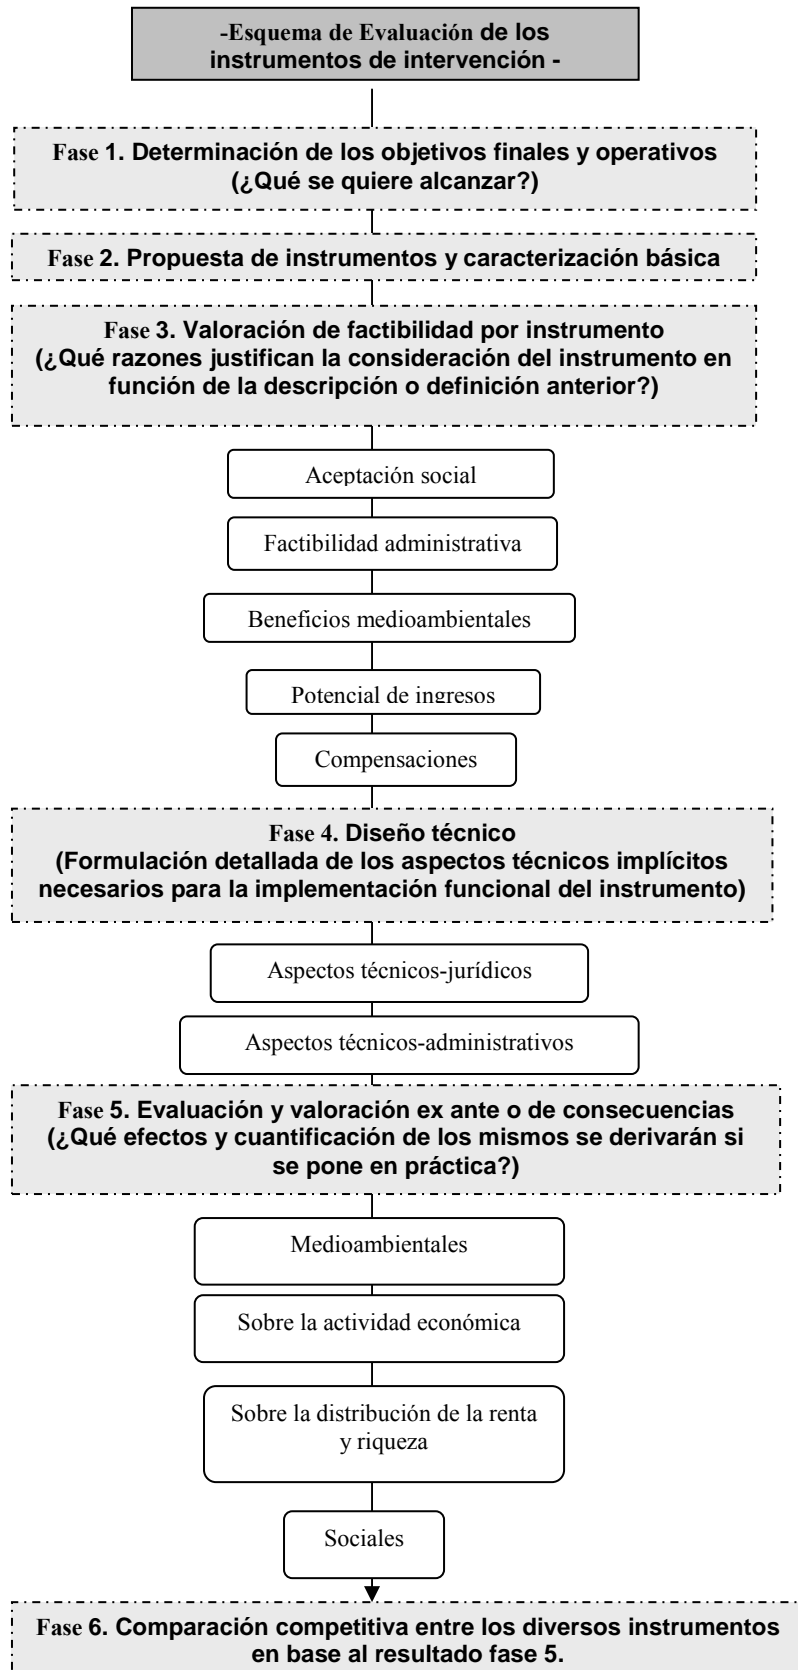 -Esquema de Evaluación de los
instrumentos de intervención -
Fase 1. Determinación de los objetivos finales y operativos
(¿Qué se quiere alcanzar?)
Fase 2. Propuesta de instrumentos y caracterización básica
Fase 3. Valoración de factibilidad por instrumento
(¿Qué razones justifican la consideración del instrumento en
función de la descripción o definición anterior?)
Aceptación social
Factibilidad administrativa
Beneficios medioambientales
Potencial de ingresos
Compensaciones
Fase 4. Diseño técnico
(Formulación detallada de los aspectos técnicos implícitos
necesarios para la implementación funcional del instrumento)
Aspectos técnicos-jurídicos
Aspectos técnicos-administrativos
Fase 5. Evaluación y valoración ex ante o de consecuencias
(¿Qué efectos y cuantificación de los mismos se derivarán si
se pone en práctica?)
Medioambientales
Sobre la actividad económica
Sobre la distribución de la renta
y riqueza
Sociales
Fase 6. Comparación competitiva entre los diversos instrumentos
en base al resultado fase 5.